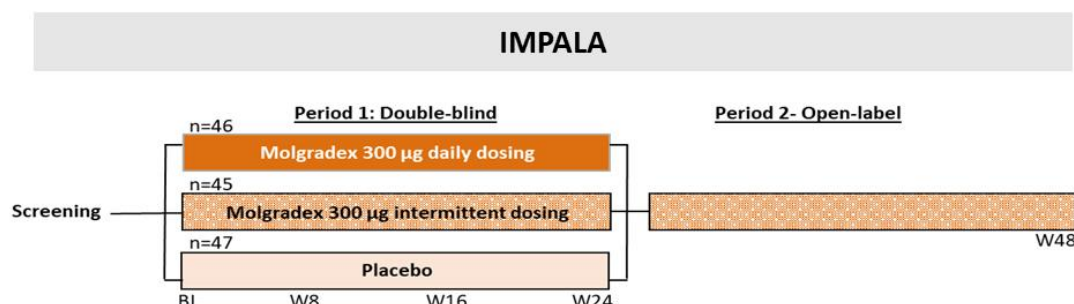 IMPALA
Period 1: Double-blind
Period 2- Open-label
n=46
Molgradex 300 µg daily dosing
n=45
Screening
Molgradex 300 µg intermittent dosing
W48
n=47
Placebo
BL W8 W16 W24